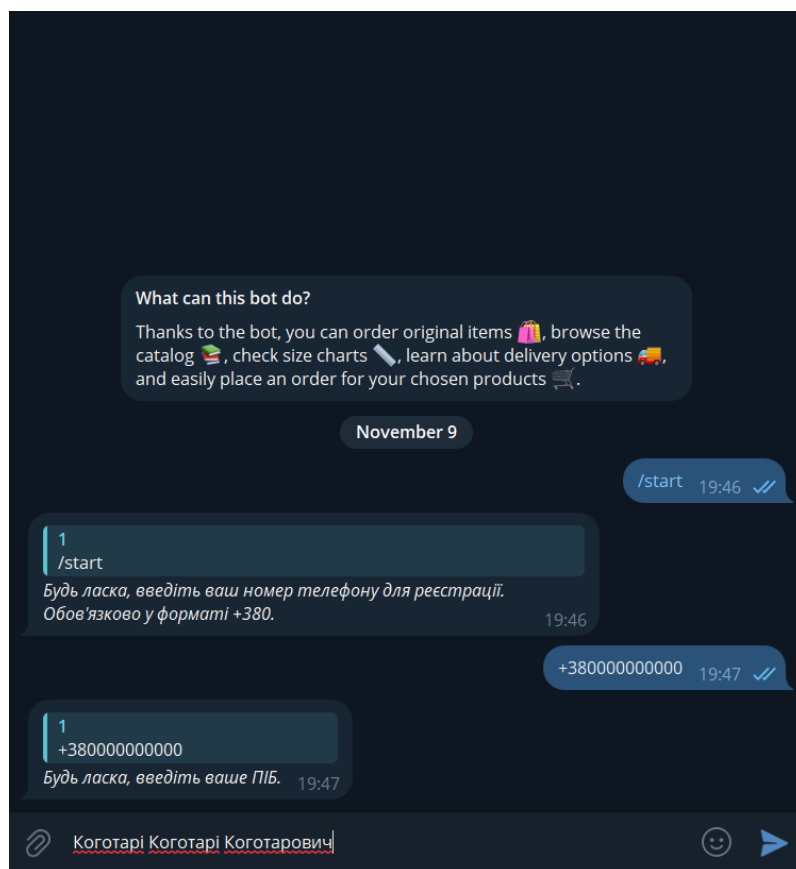 What can this bot do?
Thanks to the bot, you can order original items 🛍️, browse the
catalog 📚, check size charts 📏, learn about delivery options 🚚,
and easily place an order for your chosen products 🛒.
November 9
/start 19:46
1
/start
Будь ласка, введіть ваш номер телефону для реєстрації.
Обов'язково у форматі +380.
19:46
+380000000000 19:47
1
+380000000000
Будь ласка, введіть ваше ПІБ. 19:47
Коготарі Коготарі Коготарович